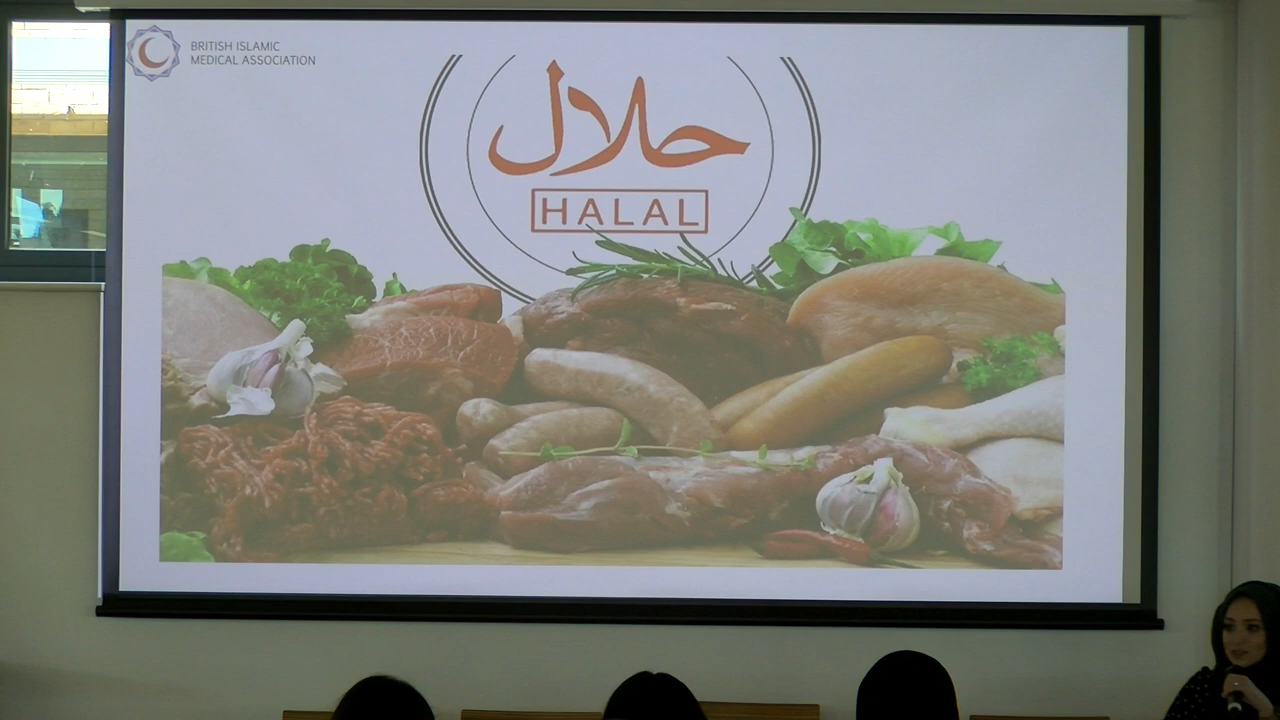 BRITISH ISLAMIC
MEDICAL ASSOCIATION
حلال
HALAL